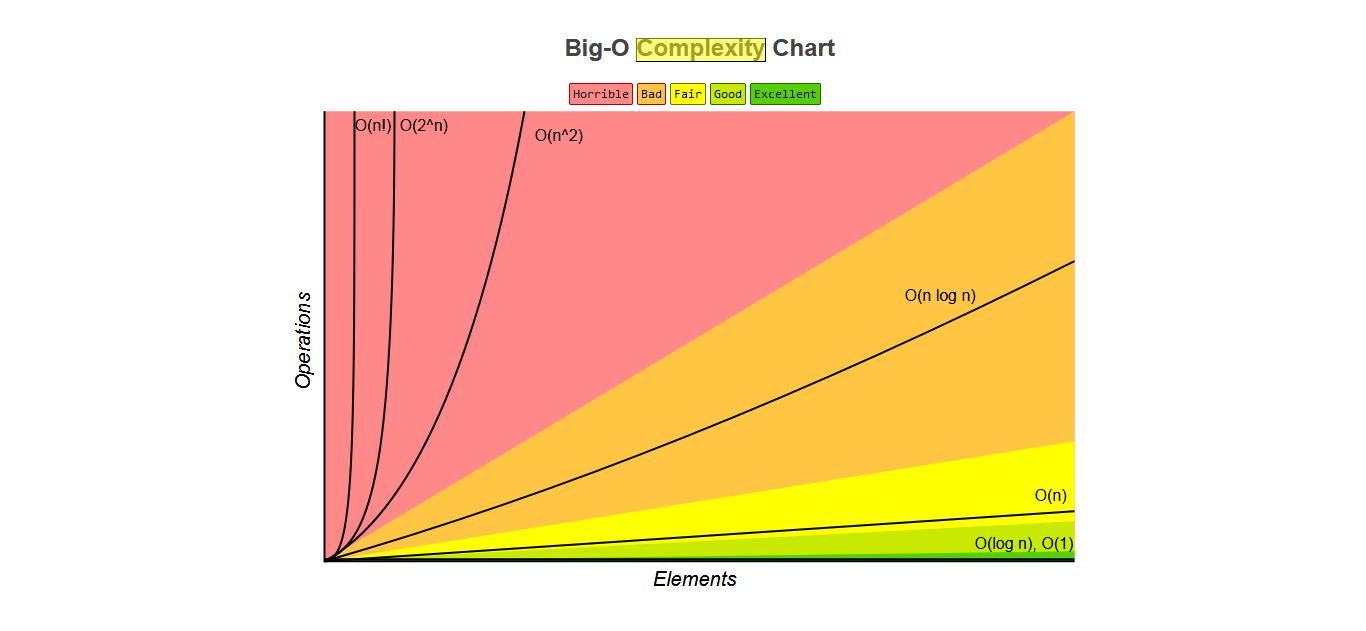 Big-O Complexity Chart
Horrible Bad Fair Good Excellent
O(n!) O(2^n)
O(n^2)
O(n log n)
Operations
O(n)
O(log n), O(1)
Elements